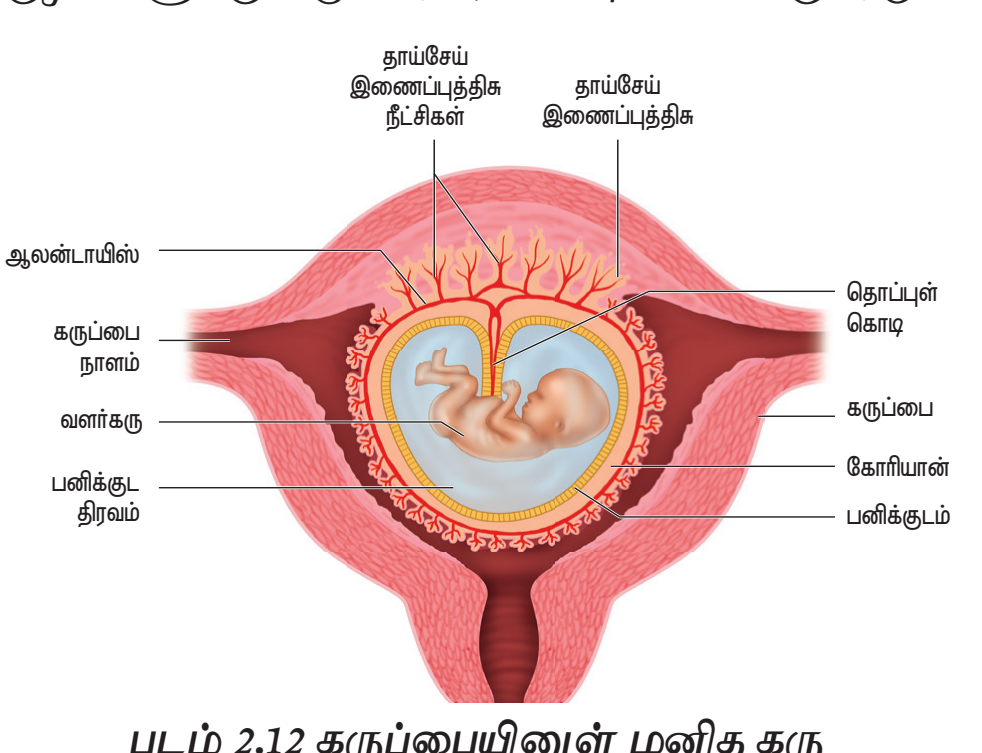 தாய்சேய்
இணைப்புத்திசு
நீட்சிகள்
தாய்சேய்
இணைப்புத்திசு
ஆலன்டாயிஸ்
தொப்புள்
கொடி
கருப்பை
நாளம்
கருப்பை
வளர்கரு
கோரியான்
பனிக்குட
திரவம்
பனிக்குடம்
படம் 2.12 கருப்பையினுள் மனித கரு